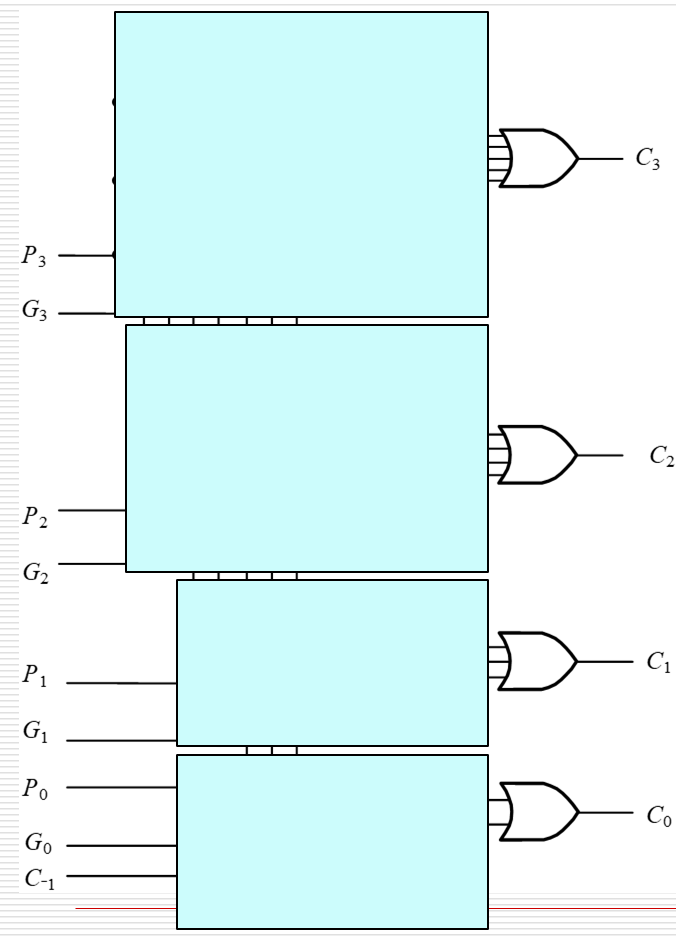 C₃
P₃
G₃
C₂
P₂
G₂
C₁
P₁
G₁
P₀
C₀
G₀
C₋₁